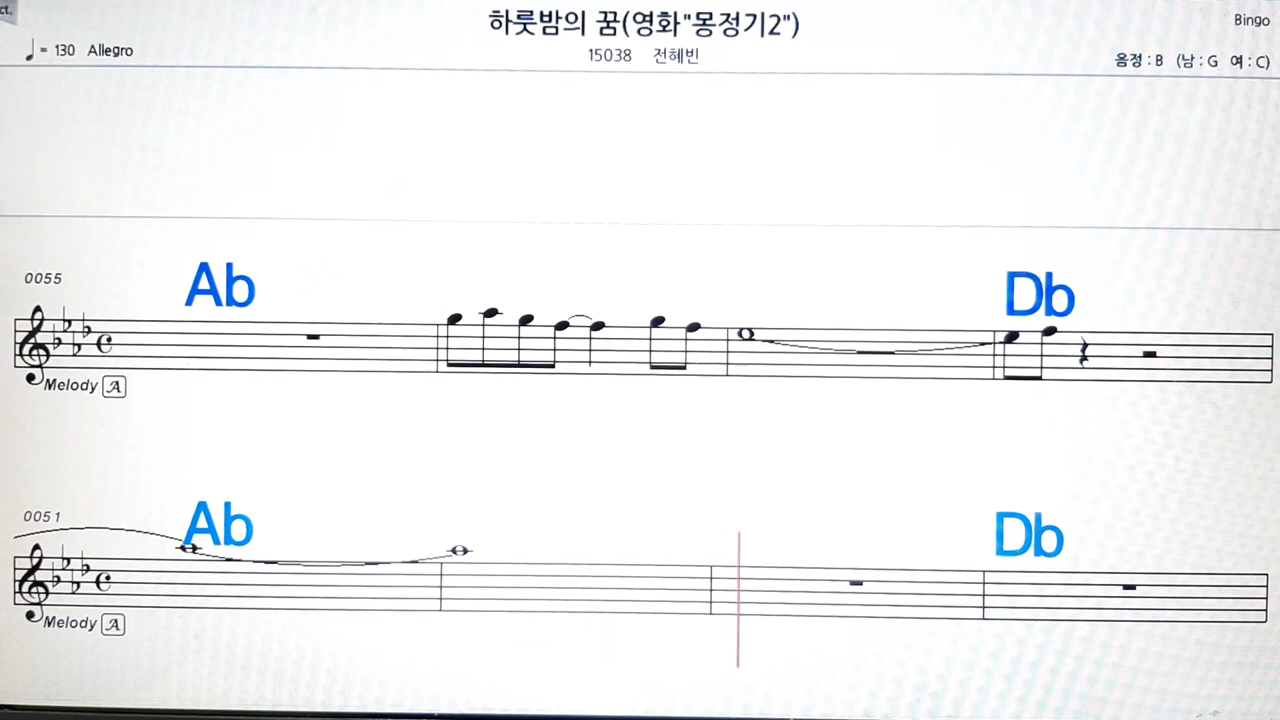 ct.
하룻밤의 꿈(영화"몽정기2")
Bingo
♩ = 130 Allegro
15038 전혜빈
음정 : B (남 : G 여 : C)
0055
Ab
Db
Melody A
0051
Ab
Db
Melody A